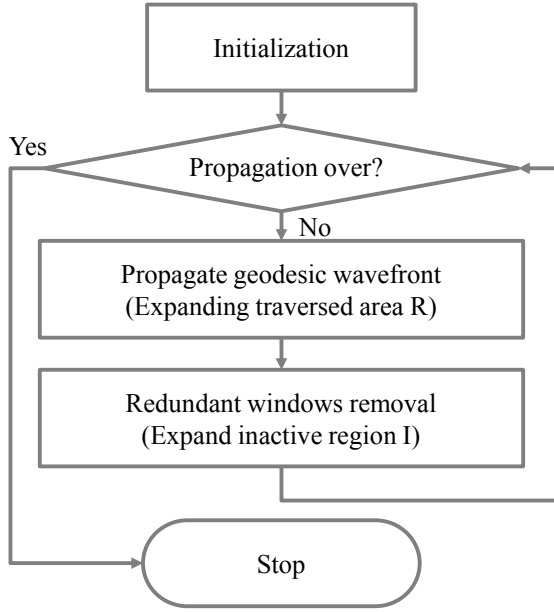 Initialization
Yes
Propagation over?
No
Propagate geodesic wavefront
(Expanding traversed area R)
Redundant windows removal
(Expand inactive region I)
Stop